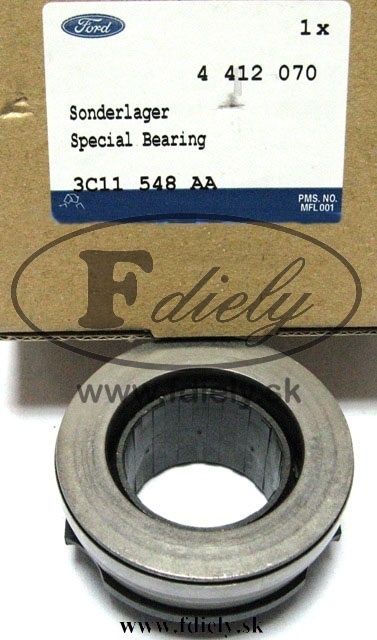 Ford
1x
4 412 070
Sonderlager
Special Bearing
3C11 548 AA
PMS. NO.
MFL 001
Fdiely
www.fdiely.sk
www.fdiely.sk